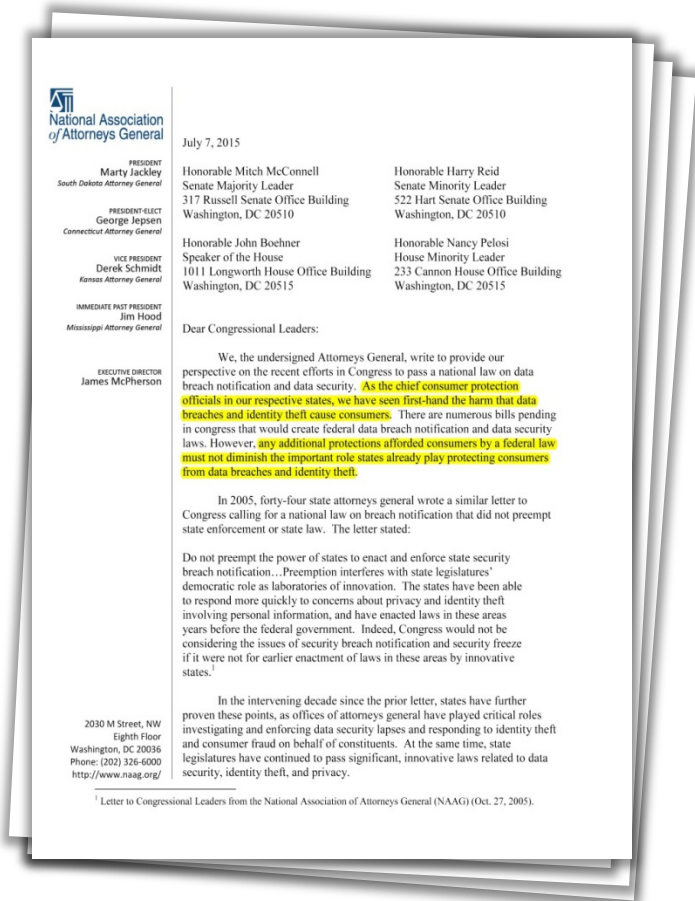 National Association
of Attorneys General
PRESIDENT
Marty Jackley
South Dakota Attorney General
PRESIDENT-ELECT
George Jepsen
Connecticut Attorney General
VICE PRESIDENT
Derek Schmidt
Kansas Attorney General
IMMEDIATE PAST PRESIDENT
Jim Hood
Mississippi Attorney General
EXECUTIVE DIRECTOR
James McPherson
2030 M Street, NW
Eighth Floor
Washington, DC 20036
Phone: (202) 326-6000
http://www.naag.org/
July 7, 2015
Honorable Mitch McConnell
Senate Majority Leader
317 Russell Senate Office Building
Washington, DC 20510
Honorable Harry Reid
Senate Minority Leader
522 Hart Senate Office Building
Washington, DC 20510
Honorable John Boehner
Speaker of the House
1011 Longworth House Office Building
Washington, DC 20515
Honorable Nancy Pelosi
House Minority Leader
233 Cannon House Office Building
Washington, DC 20515
Dear Congressional Leaders:
We, the undersigned Attorneys General, write to provide our
perspective on the recent efforts in Congress to pass a national law on data
breach notification and data security. As the chief consumer protection
officials in our respective states, we have seen first-hand the harm that data
breaches and identity theft cause consumers. There are numerous bills pending
in congress that would create federal data breach notification and data security
laws. However, any additional protections afforded consumers by a federal law
must not diminish the important role states already play protecting consumers
from data breaches and identity theft.
In 2005, forty-four state attorneys general wrote a similar letter to
Congress calling for a national law on breach notification that did not preempt
state enforcement or state law. The letter stated:
Do not preempt the power of states to enact and enforce state security
breach notification…Preemption interferes with state legislatures'
democratic role as laboratories of innovation. The states have been able
to respond more quickly to concerns about privacy and identity theft
involving personal information, and have enacted laws in these areas
years before the federal government. Indeed, Congress would not be
considering the issues of security breach notification and security freeze
if it were not for earlier enactment of laws in these areas by innovative
states.1
In the intervening decade since the prior letter, states have further
proven these points, as offices of attorneys general have played critical roles
investigating and enforcing data security lapses and responding to identity theft
and consumer fraud on behalf of constituents. At the same time, state
legislatures have continued to pass significant, innovative laws related to data
security, identity theft, and privacy.
1 Letter to Congressional Leaders from the National Association of Attorneys General (NAAG) (Oct. 27, 2005).